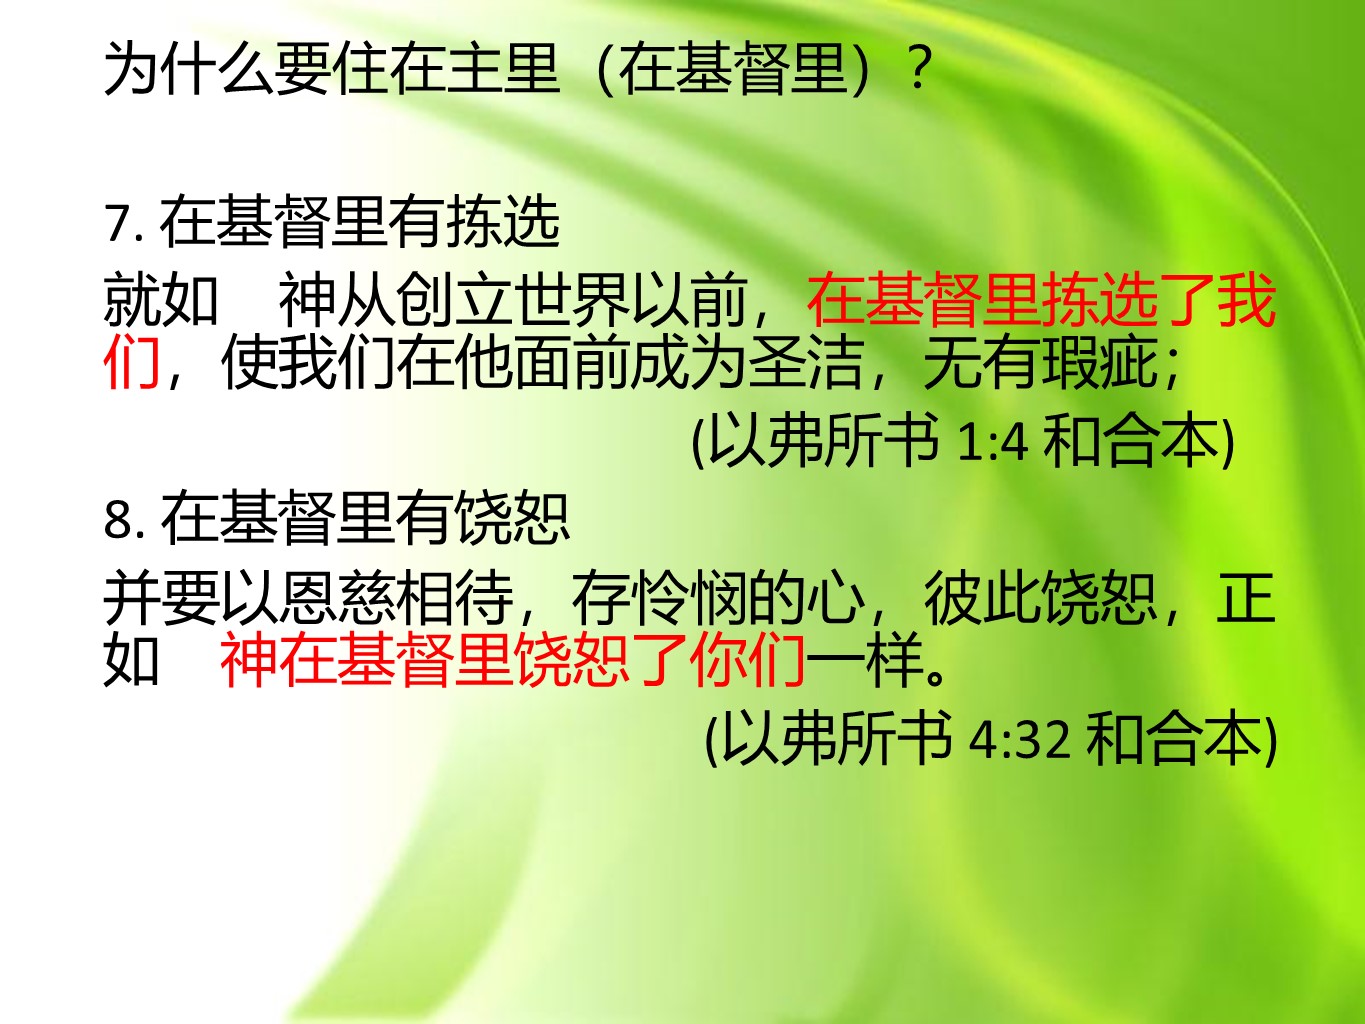 为什么要住在主里（在基督里）?
7. 在基督里有拣选
就如　神从创立世界以前，在基督里拣选了我
们，使我们在他面前成为圣洁，无有瑕疵；
(以弗所书 1:4 和合本)
8. 在基督里有饶恕
并要以恩慈相待，存怜悯的心，彼此饶恕，正
如　神在基督里饶恕了你们一样。
(以弗所书 4:32 和合本)